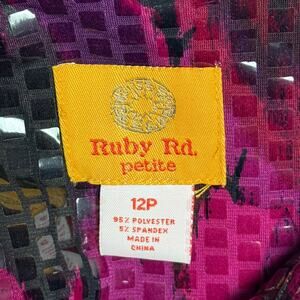 Ruby Rd.
petite
12P
95% POLYESTER
5% SPANDEX
MADE IN
CHINA